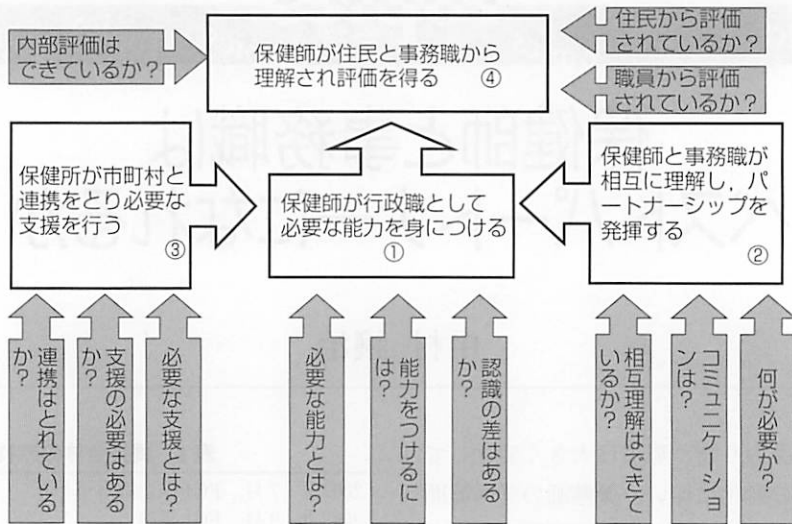 内部評価は
できているか？
保健師が住民と事務職から
理解され評価を得る ④
住民から評価
されているか？
職員から評価
されているか？
保健所が市町村と
連携をとり必要な
支援を行う
③
保健師が行政職として
必要な能力を身につける
①
保健師と事務職が
相互に理解し，パ
ートナーシップを
発揮する
②
連携はとれている
か？
支援の必要はある
か？
必要な支援とは？
必要な能力とは？
能力をつけるに
は？
認識の差はある
か？
相互理解はできて
いるか？
コミュニケーショ
ンは？
何が必要か？